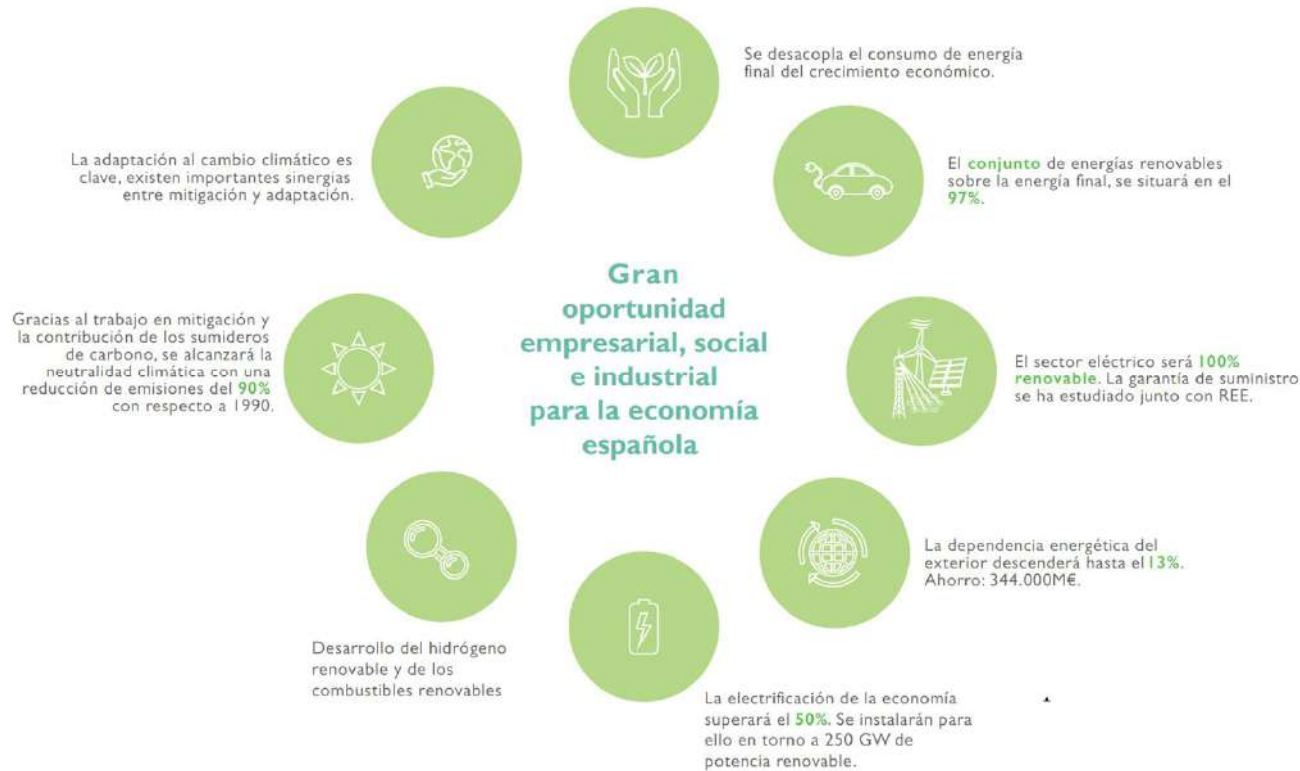 Se desacopla el consumo de energía
final del crecimiento económico.
La adaptación al cambio climático es
clave, existen importantes sinergias
entre mitigación y adaptación.
El conjunto de energías renovables
sobre la energía final, se situará en el
97%.
Gran
oportunidad
empresarial, social
e industrial
para la economía
española
Gracias al trabajo en mitigación y
la contribución de los sumideros
de carbono, se alcanzará la
neutralidad climática con una
reducción de emisiones del 90%
con respecto a 1990.
El sector eléctrico será 100%
renovable. La garantía de suministro
se ha estudiado junto con REE.
La dependencia energética del
exterior descenderá hasta el 13%.
Ahorro: 344.000M€.
Desarrollo del hidrógeno
renovable y de los
combustibles renovables
La electrificación de la economía
superará el 50%. Se instalarán para
ello en torno a 250 GW de
potencia renovable.